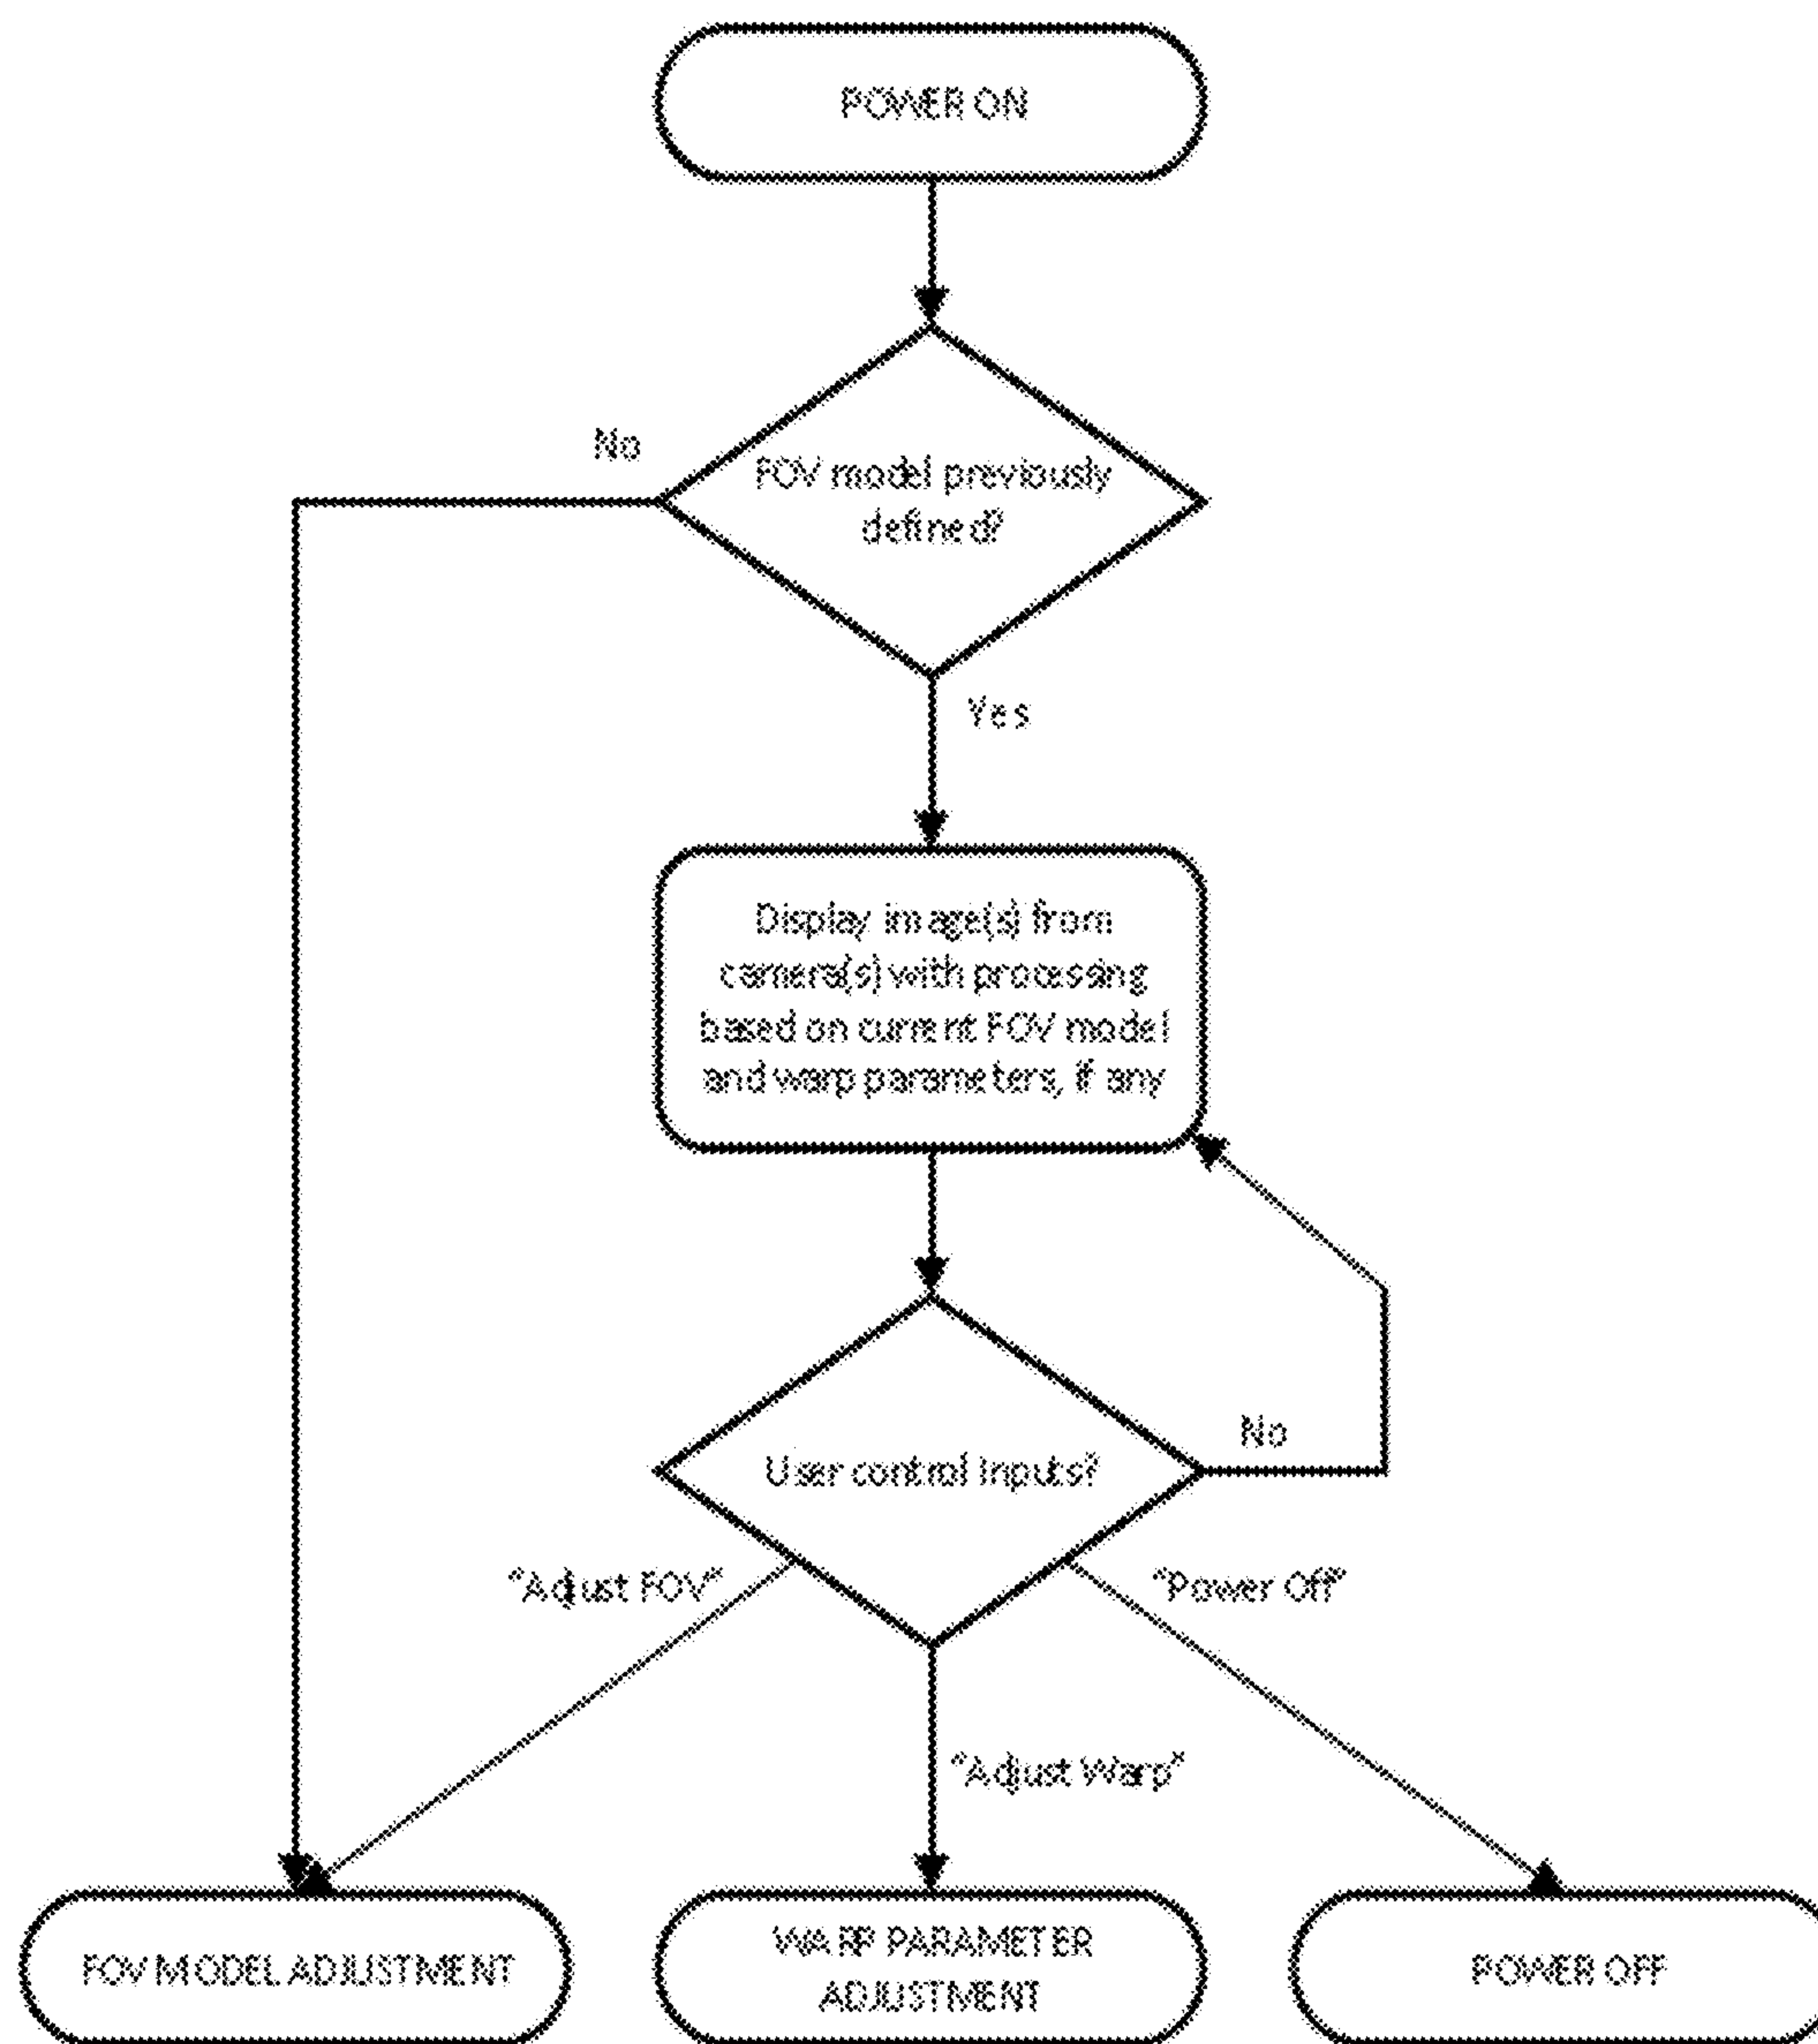 POWER ON
No
FOV model previously
defined?
Yes
Display image(s) from
camera(s) with processing
based on current FOV model
and warp parameters, if any
No
User control inputs?
"Adjust FOV"
"Power Off"
"Adjust Warp"
FOV MODEL ADJUSTMENT
WARP PARAMETER
ADJUSTMENT
POWER OFF